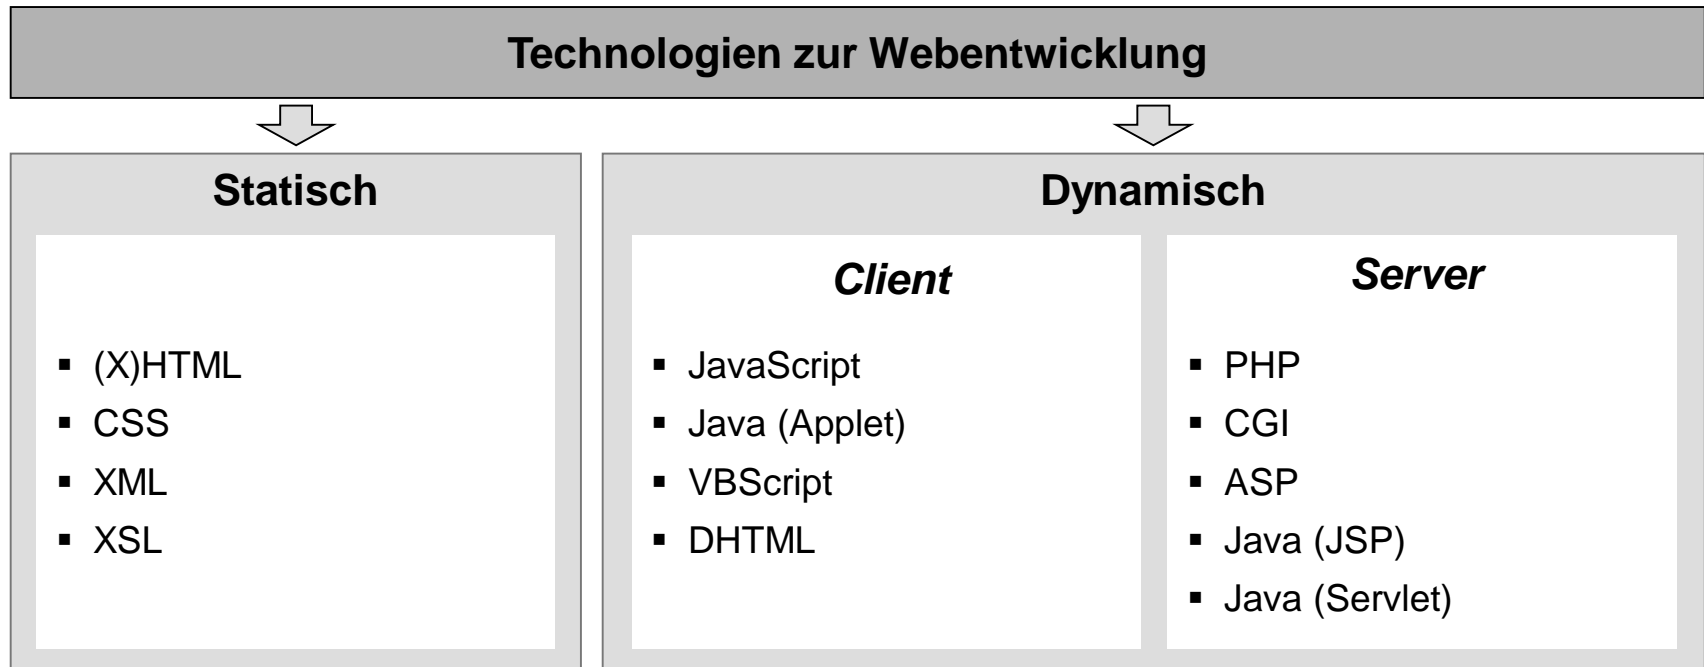 Technologien zur Webentwicklung
Statisch
▪ (X)HTML
▪ CSS
▪ XML
▪ XSL
Dynamisch
Client
▪ JavaScript
▪ Java (Applet)
▪ VBScript
▪ DHTML
Server
▪ PHP
▪ CGI
▪ ASP
▪ Java (JSP)
▪ Java (Servlet)